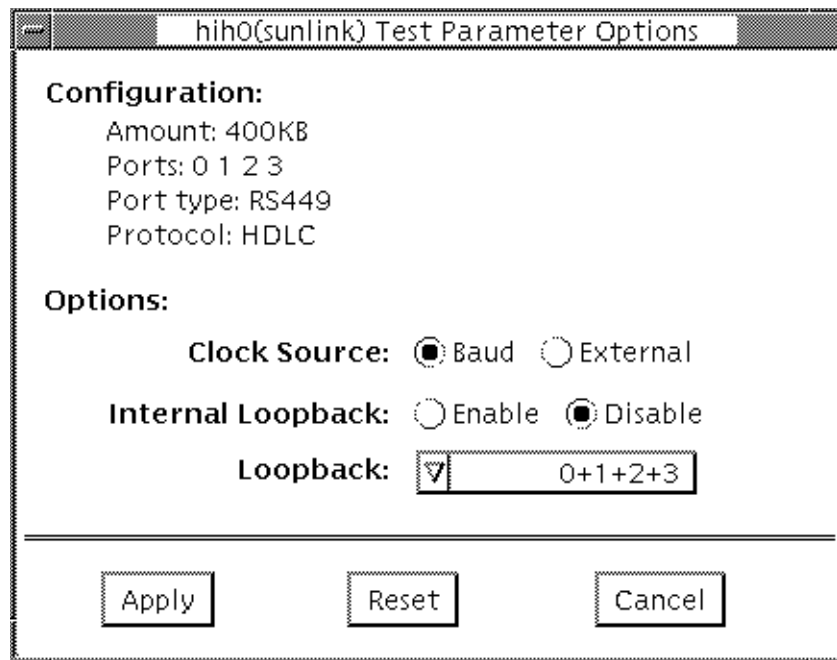 hih0(sunlink) Test Parameter Options
Configuration:
Amount: 400KB
Ports: 0 1 2 3
Port type: RS449
Protocol: HDLC
Options:
Clock Source: Baud External
Internal Loopback: Enable Disable
Loopback: 0+1+2+3
Apply Reset Cancel